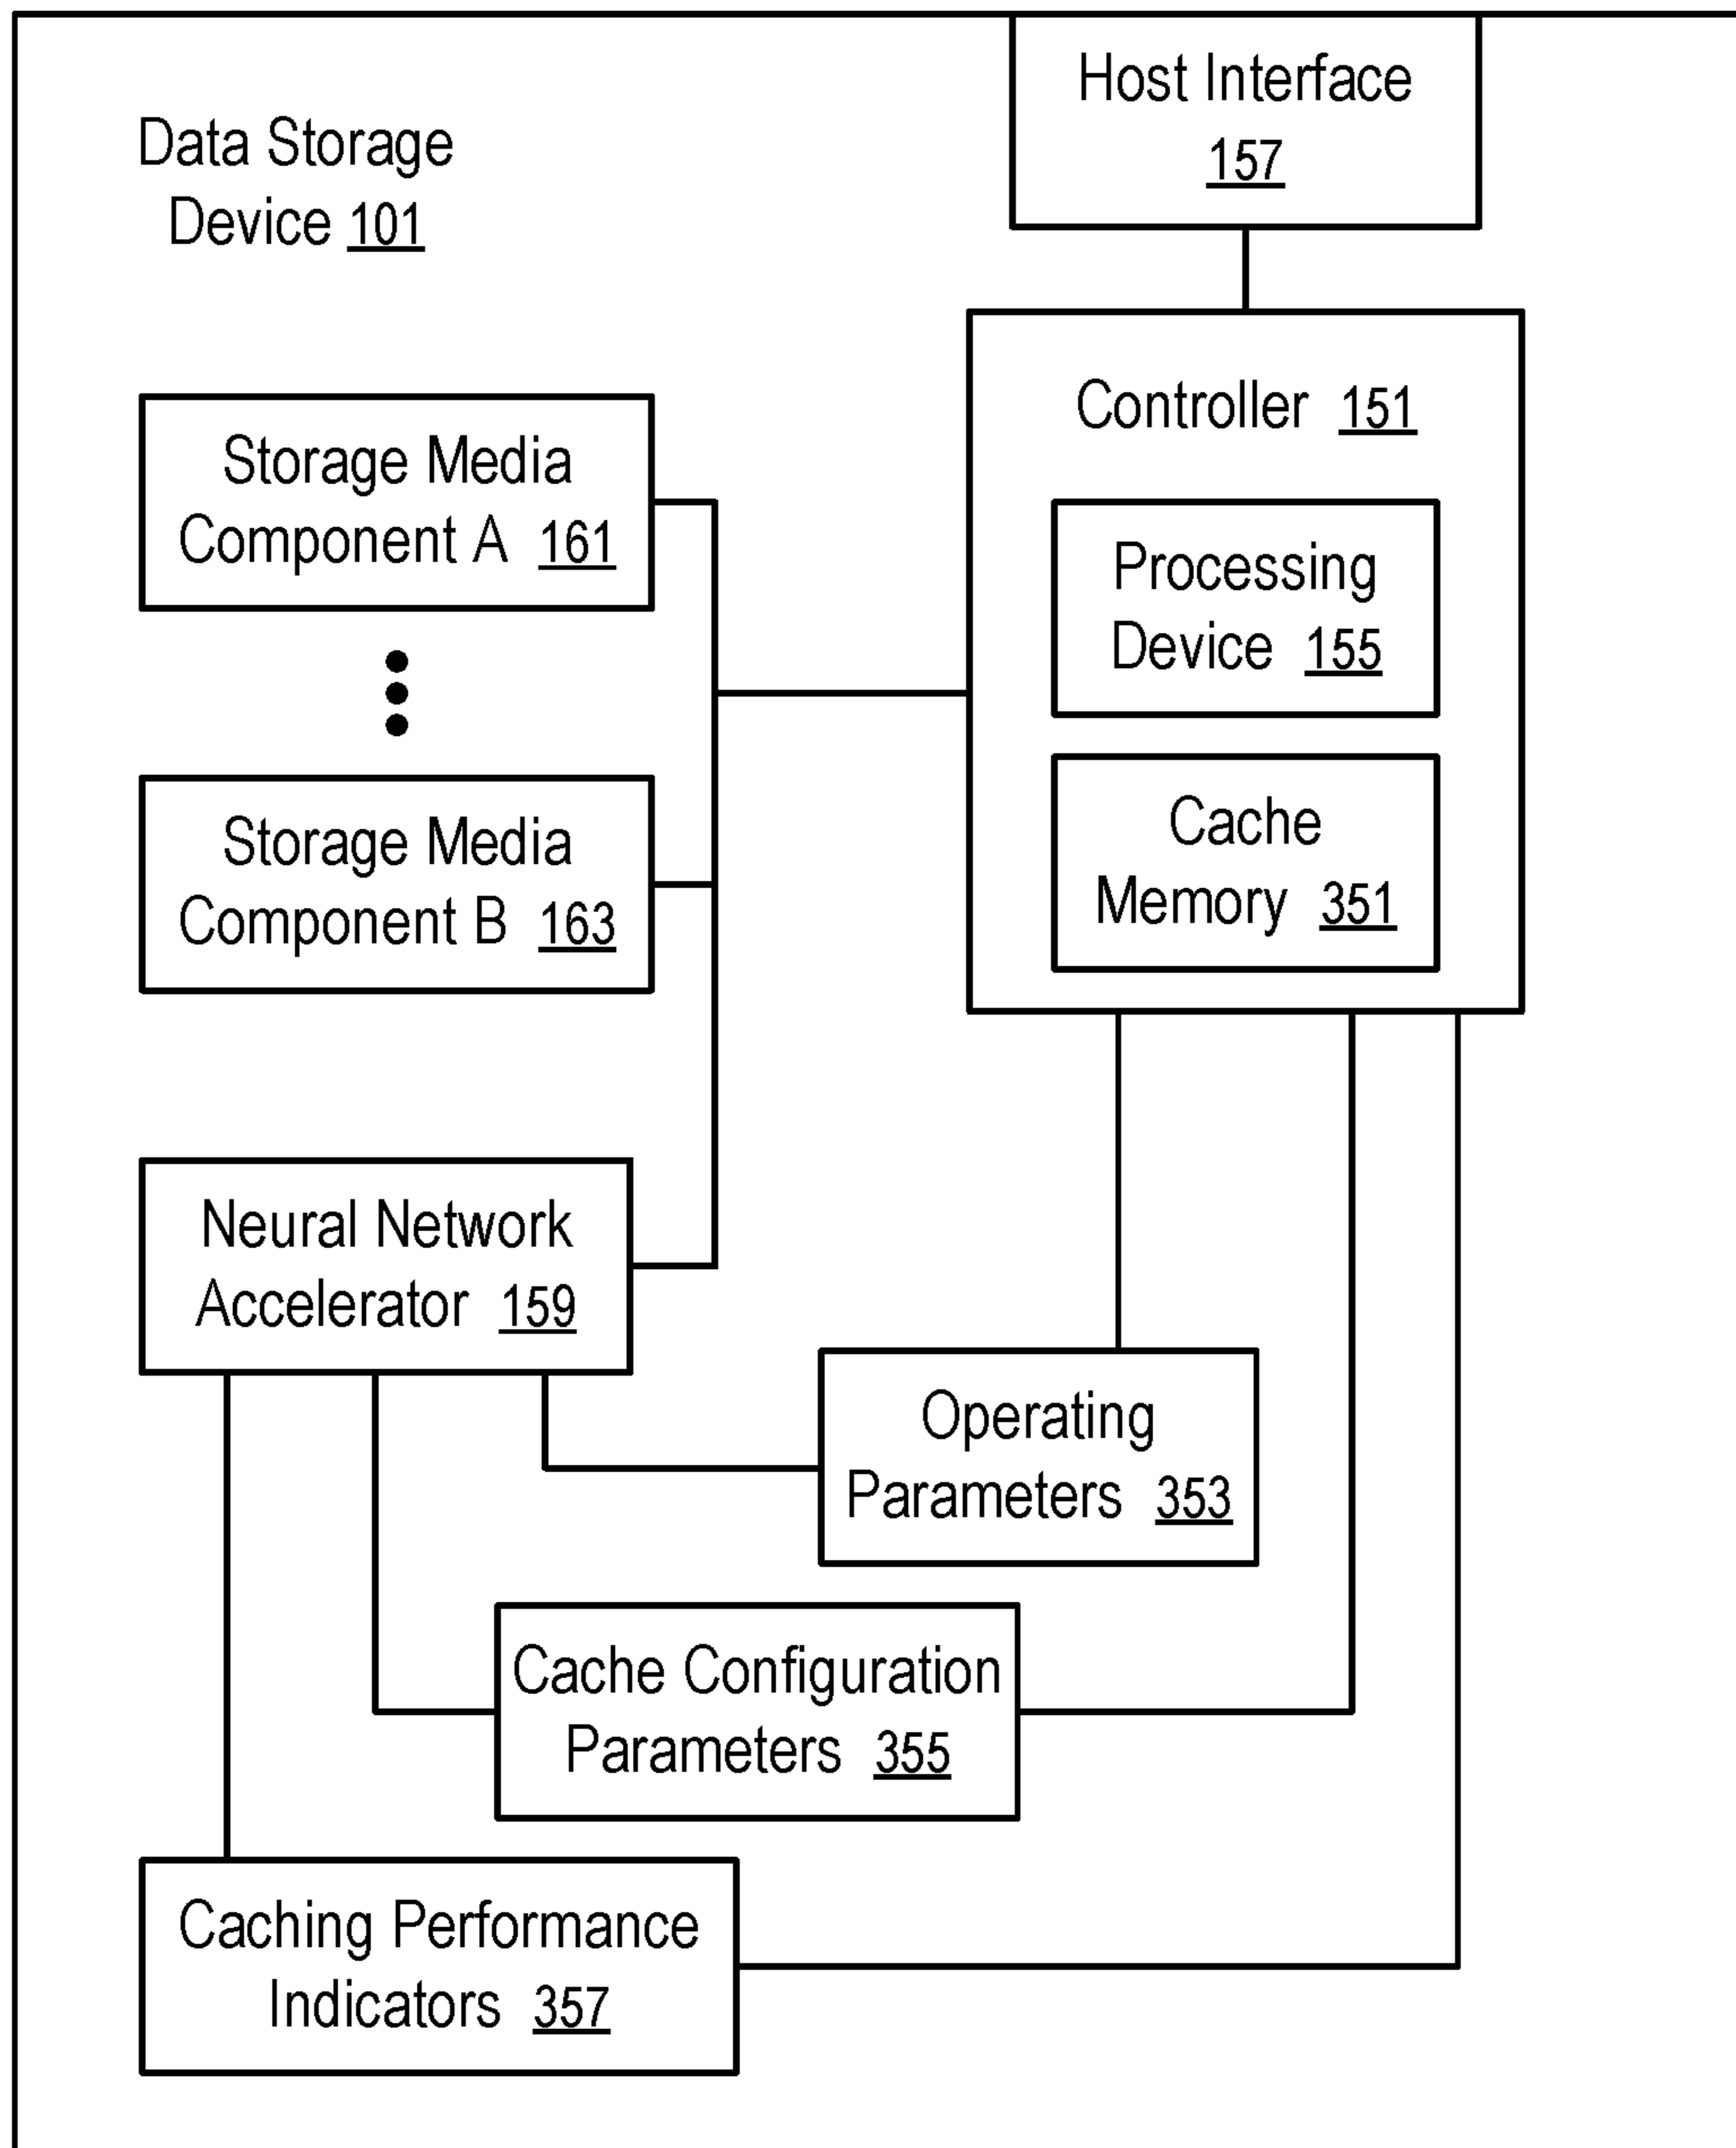 Host Interface
157
Data Storage
Device 101
Controller 151
Storage Media
Component A 161
Processing
Device 155
Storage Media
Component B 163
Cache
Memory 351
Neural Network
Accelerator 159
Operating
Parameters 353
Cache Configuration
Parameters 355
Caching Performance
Indicators 357